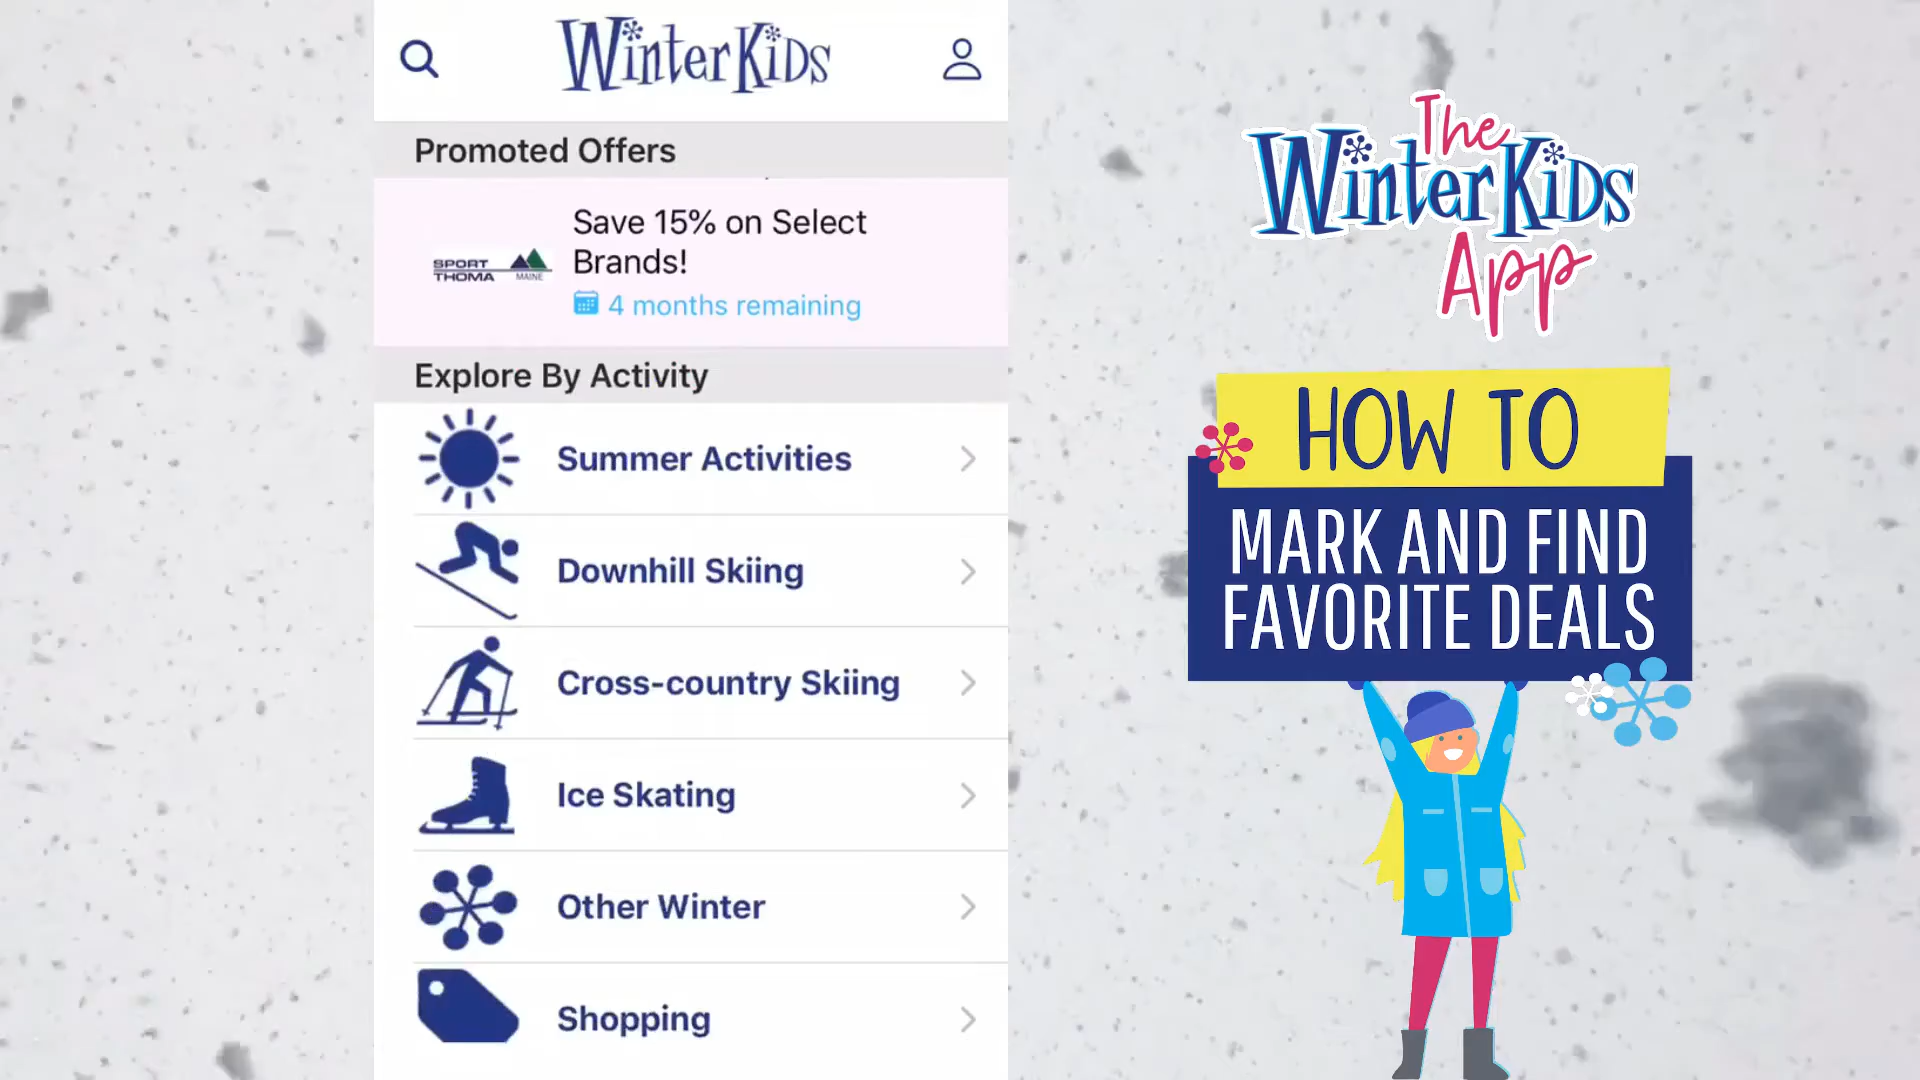 WinterKids
Promoted Offers
Save 15% on Select
Brands!
SPORT
THOMA MAINE
4 months remaining
Explore By Activity
Summer Activities
Downhill Skiing
Cross-country Skiing
Ice Skating
Other Winter
Shopping
The
WinterKids
App
HOW TO
MARK AND FIND
FAVORITE DEALS